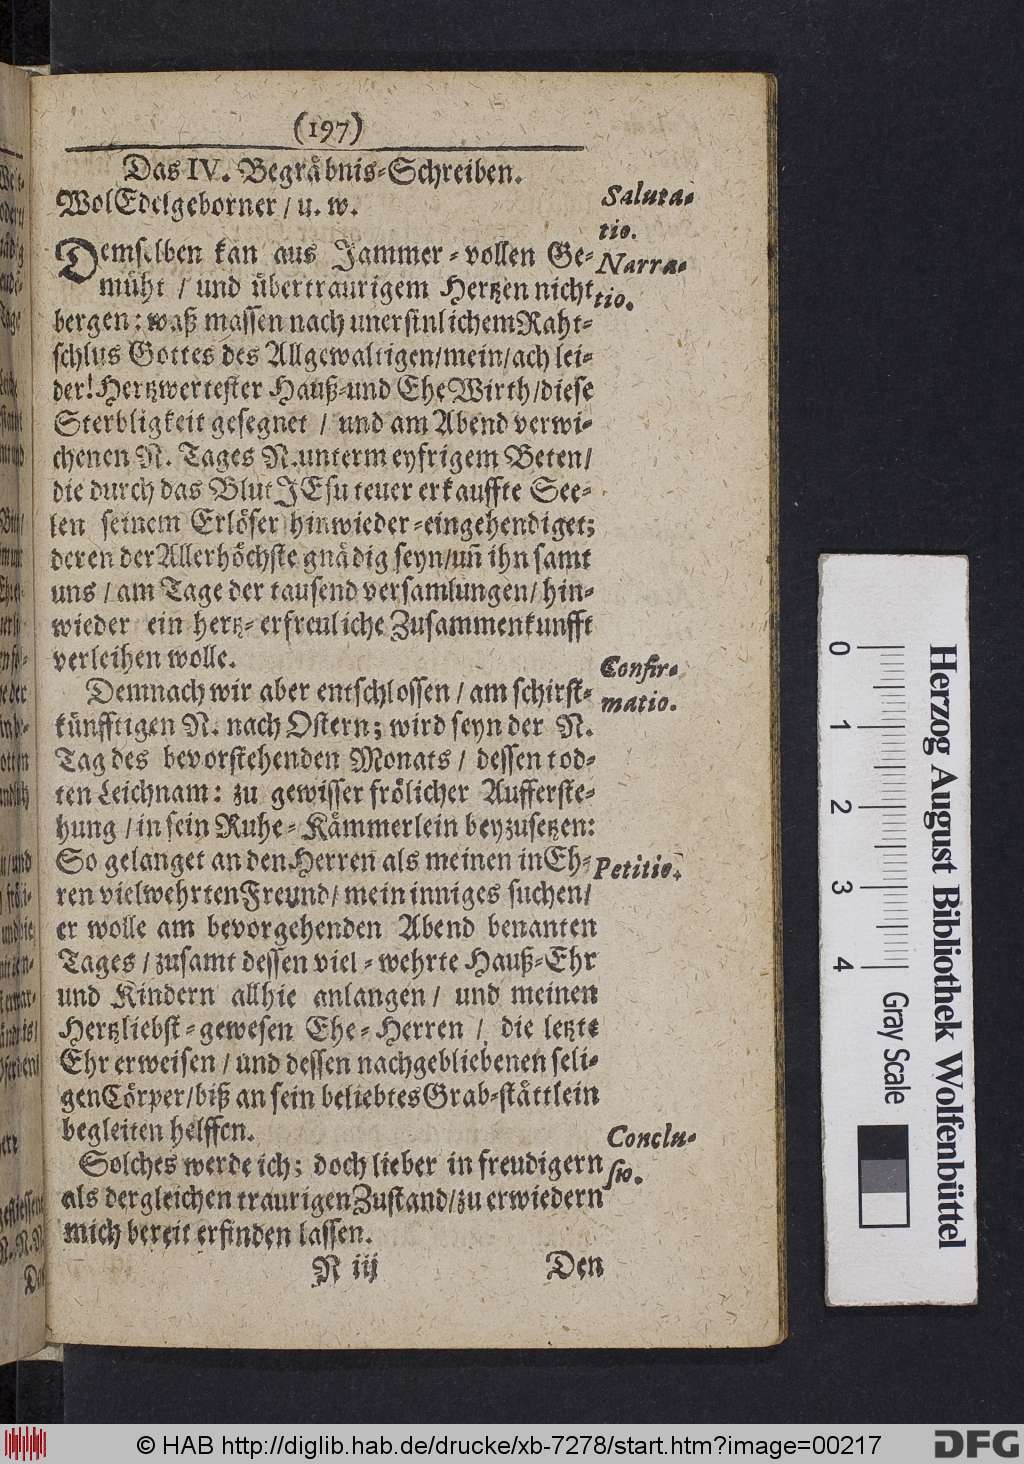 (197)
Das IV. Begräbnis-Schreiben.
WolEdelgeborner / u. w.
Saluta-
tio.
Demselben kan aus Jammer-vollen Ge-
Narra-
müht / und übertraurigem Hertzen nicht
tio.
bergen: waß massen nach unersinlichem Raht-
schlus Gottes des Allgewaltigen/mein/ach lei-
der! Hertzwertester Hauß-und Ehe Wirth/diese
Sterbligkeit gesegnet / und am Abend verwi-
chenen N. Tages N.unterm eyfrigem Beten/
die durch das Blut JEsu teuer erkauffte See-
len seinem Erlöser hinwieder-eingehendiget;
deren der Allerhöchste gnädig seyn/uñ ihn samt
uns / am Tage der tausend versamlungen/ hin-
wieder ein hertz-erfreuliche Zusammenkunfft
verleihen wolle.
Confir-
matio.
Demnach wir aber entschlossen / am schirst-
künfftigen N. nach Ostern; wird seyn der N.
Tag des bevorstehenden Monats / dessen tod-
ten Leichnam: zu gewisser frölicher Aufferste-
hung / in sein Ruhe-Kämmerlein beyzusetzen:
So gelanget an den Herren als meinen in Eh-
Petitio.
ren vielwehrten Freund/ mein inniges suchen/
er wolle am bevorgehenden Abend benanten
Tages / zusamt dessen viel-wehrte Hauß-Ehr
und Kindern allhie anlangen/ und meinen
Hertzliebst-gewesen Ehe-Herren / die letzte
Ehr erweisen / und dessen nachgebliebenen seli-
gen Cörper/biß an sein beliebtes Grab-stättlein
begleiten helffen.
Conclu-
sio.
Solches werde ich; doch lieber in freudigern
als dergleichen traurigen Zustand/zu erwiedern
mich bereit erfinden lassen.
N iij
Den
0 1 2 3 4
Gray Scale
Herzog August Bibliothek Wolfenbüttel
© HAB http://diglib.hab.de/drucke/xb-7278/start.htm?image=00217
DFG